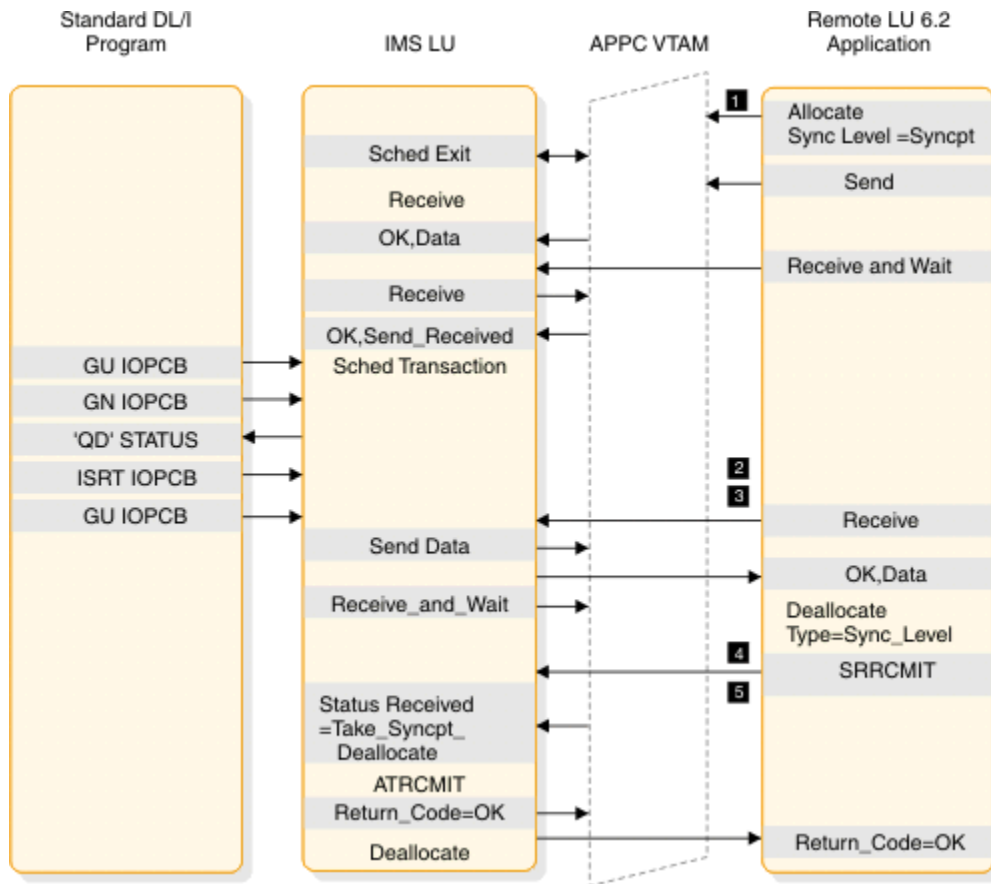 Standard DL/I
Program
IMS LU
APPC VTAM
Remote LU 6.2
Application
1
Allocate
Sync Level =Syncpt
Sched Exit
Send
Receive
OK,Data
Receive and Wait
Receive
OK,Send_Received
GU IOPCB
Sched Transaction
GN IOPCB
'QD' STATUS
ISRT IOPCB
2
3
GU IOPCB
Receive
Send Data
OK,Data
Receive_and_Wait
Deallocate
Type=Sync_Level
4
SRRCMIT
5
Status Received
=Take_Syncpt_
Deallocate
ATRCMIT
Return_Code=OK
Return_Code=OK
Deallocate